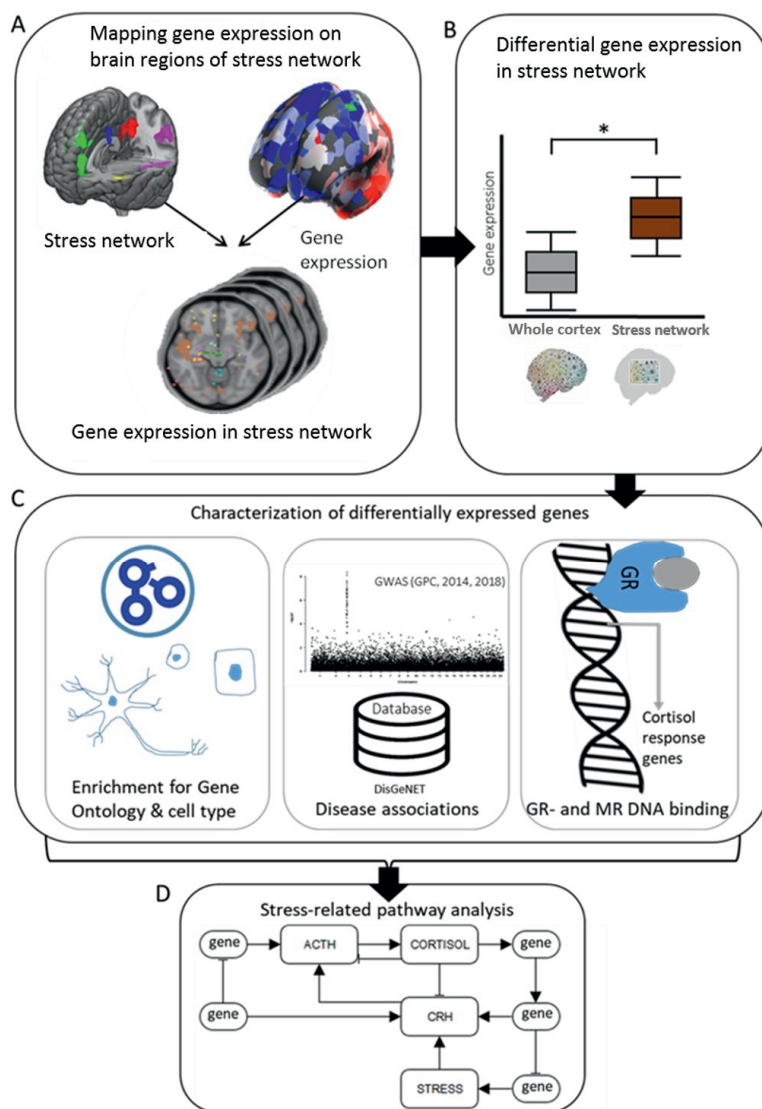 A
Mapping gene expression on
brain regions of stress network
Stress network
Gene
expression
Gene expression in stress network
B
Differential gene expression
in stress network
*
Gene expression
Whole cortex
Stress network
C
Characterization of differentially expressed genes
Enrichment for Gene
Ontology & cell type
GWAS (GPC, 2014, 2018)
Database
DisGeNET
Disease associations
GR
Cortisol
response
genes
GR- and MR DNA binding
D
Stress-related pathway analysis
gene
ACTH
CORTISOL
gene
gene
CRH
gene
STRESS
gene